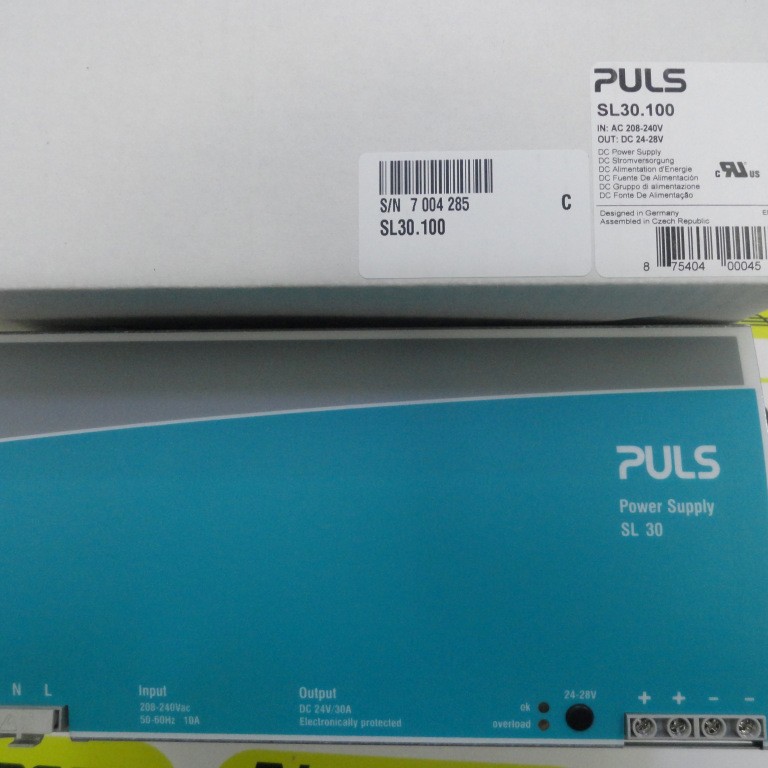 PULS
SL30.100
IN: AC 208-240V
OUT: DC 24-28V
DC Power Supply
DC Stromversorgung
DC Alimentation d'Energie
DC Fuente De Alimentación
DC Gruppo di alimentazione
DC Fonte De Alimentação
C RU US
Designed in Germany
Assembled in Czech Republic
8 75404 00045
S/N 7 004 285
C
SL30.100
PULS
Power Supply
SL 30
N L
Input
208-240Vac
50-60Hz 10A
Output
DC 24V/30A
Electronically protected
ok
overload
24-28V
+ + - -